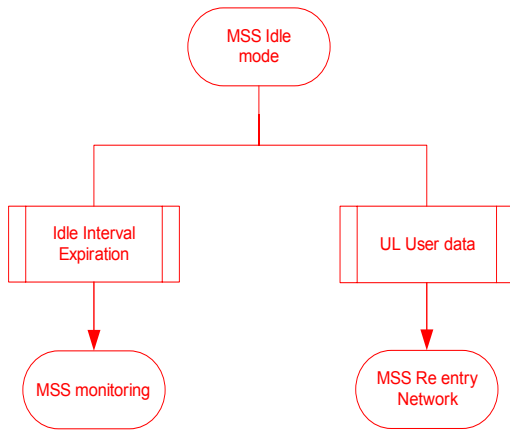 MSS Idle
mode
Idle Interval
Expiration
UL User data
MSS monitoring
MSS Re entry
Network